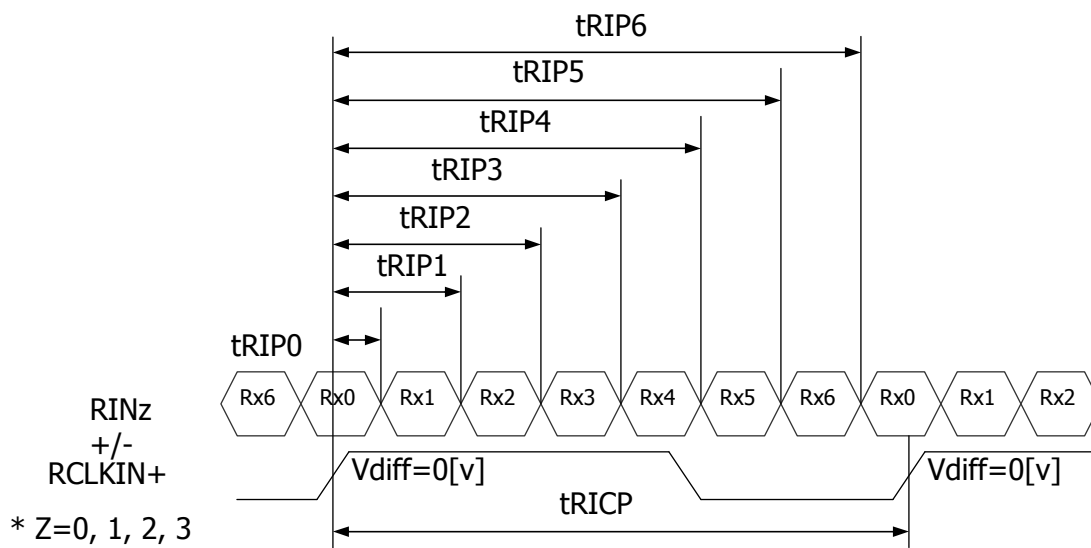 tRIP6
tRIP5
tRIP4
tRIP3
tRIP2
tRIP1
tRIP0
RINz
+/-
Rx6 Rx0 Rx1 Rx2 Rx3 Rx4 Rx5 Rx6 Rx0 Rx1 Rx2
RCLKIN+
Vdiff=0[v] Vdiff=0[v]
tRICP
* Z=0, 1, 2, 3